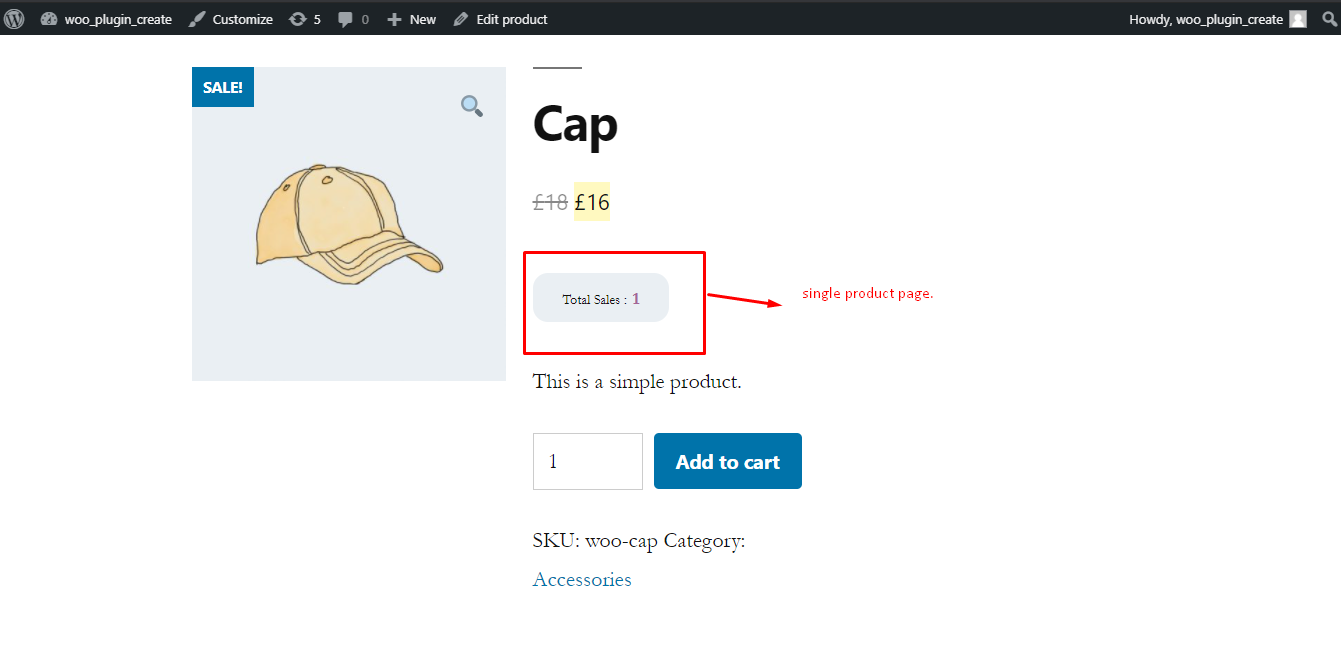 woo_plugin_create Customize 5 0 New Edit product Howdy, woo_plugin_create
SALE!
Cap
£18 £16
Total Sales : 1
single product page.
This is a simple product.
1 Add to cart
SKU: woo-cap Category:
Accessories